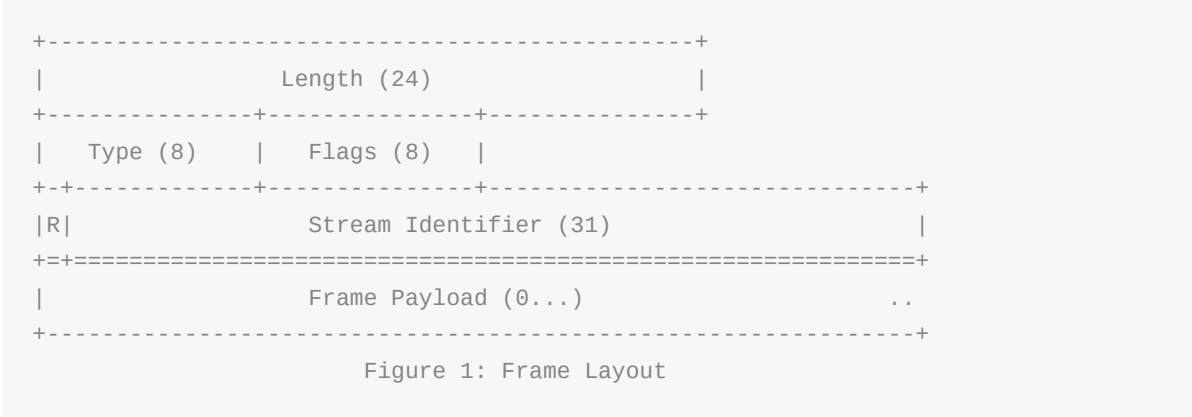 +-----------------------------------------------+
|                 Length (24)                   |
+---------------+---------------+---------------+
|   Type (8)    |   Flags (8)   |
+-+-------------+---------------+-------------------------------+
|R|                 Stream Identifier (31)                      |
+=+=============================================================+
|                   Frame Payload (0...)                      ..
+---------------------------------------------------------------+
                        Figure 1: Frame Layout